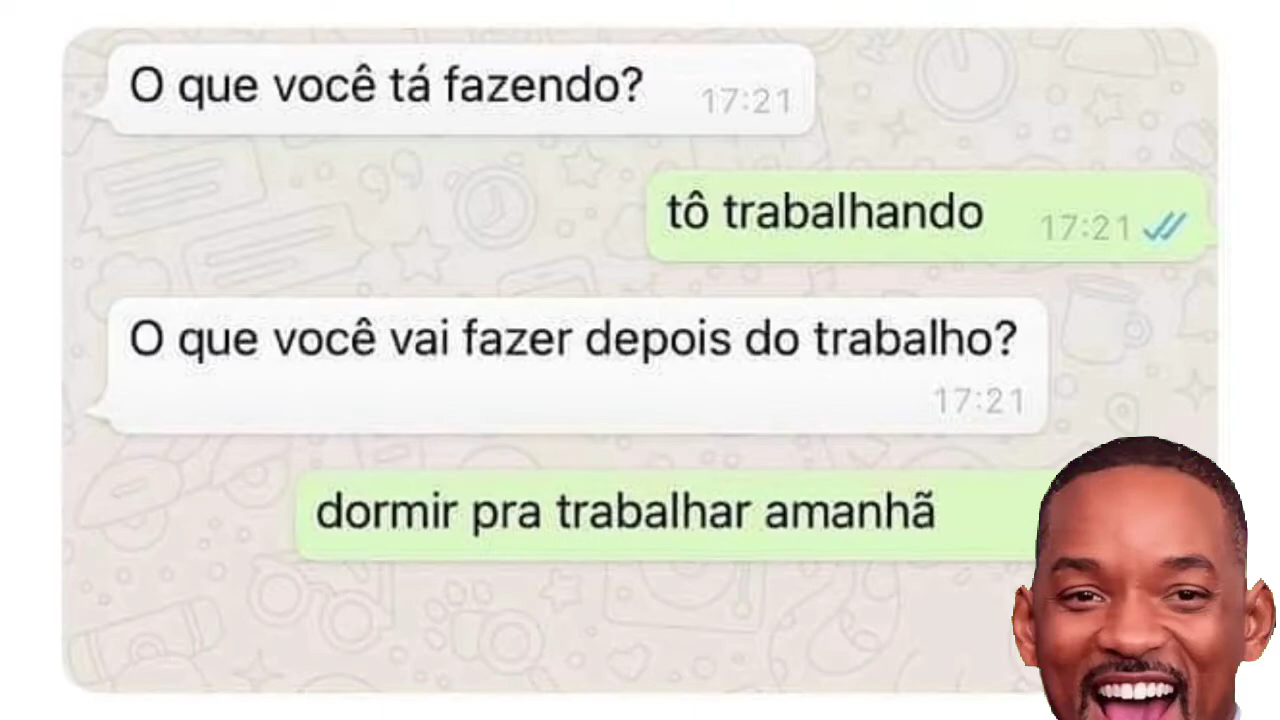 O que você tá fazendo?
17:21
tô trabalhando
17:21
O que você vai fazer depois do trabalho?
17:21
dormir pra trabalhar amanhã